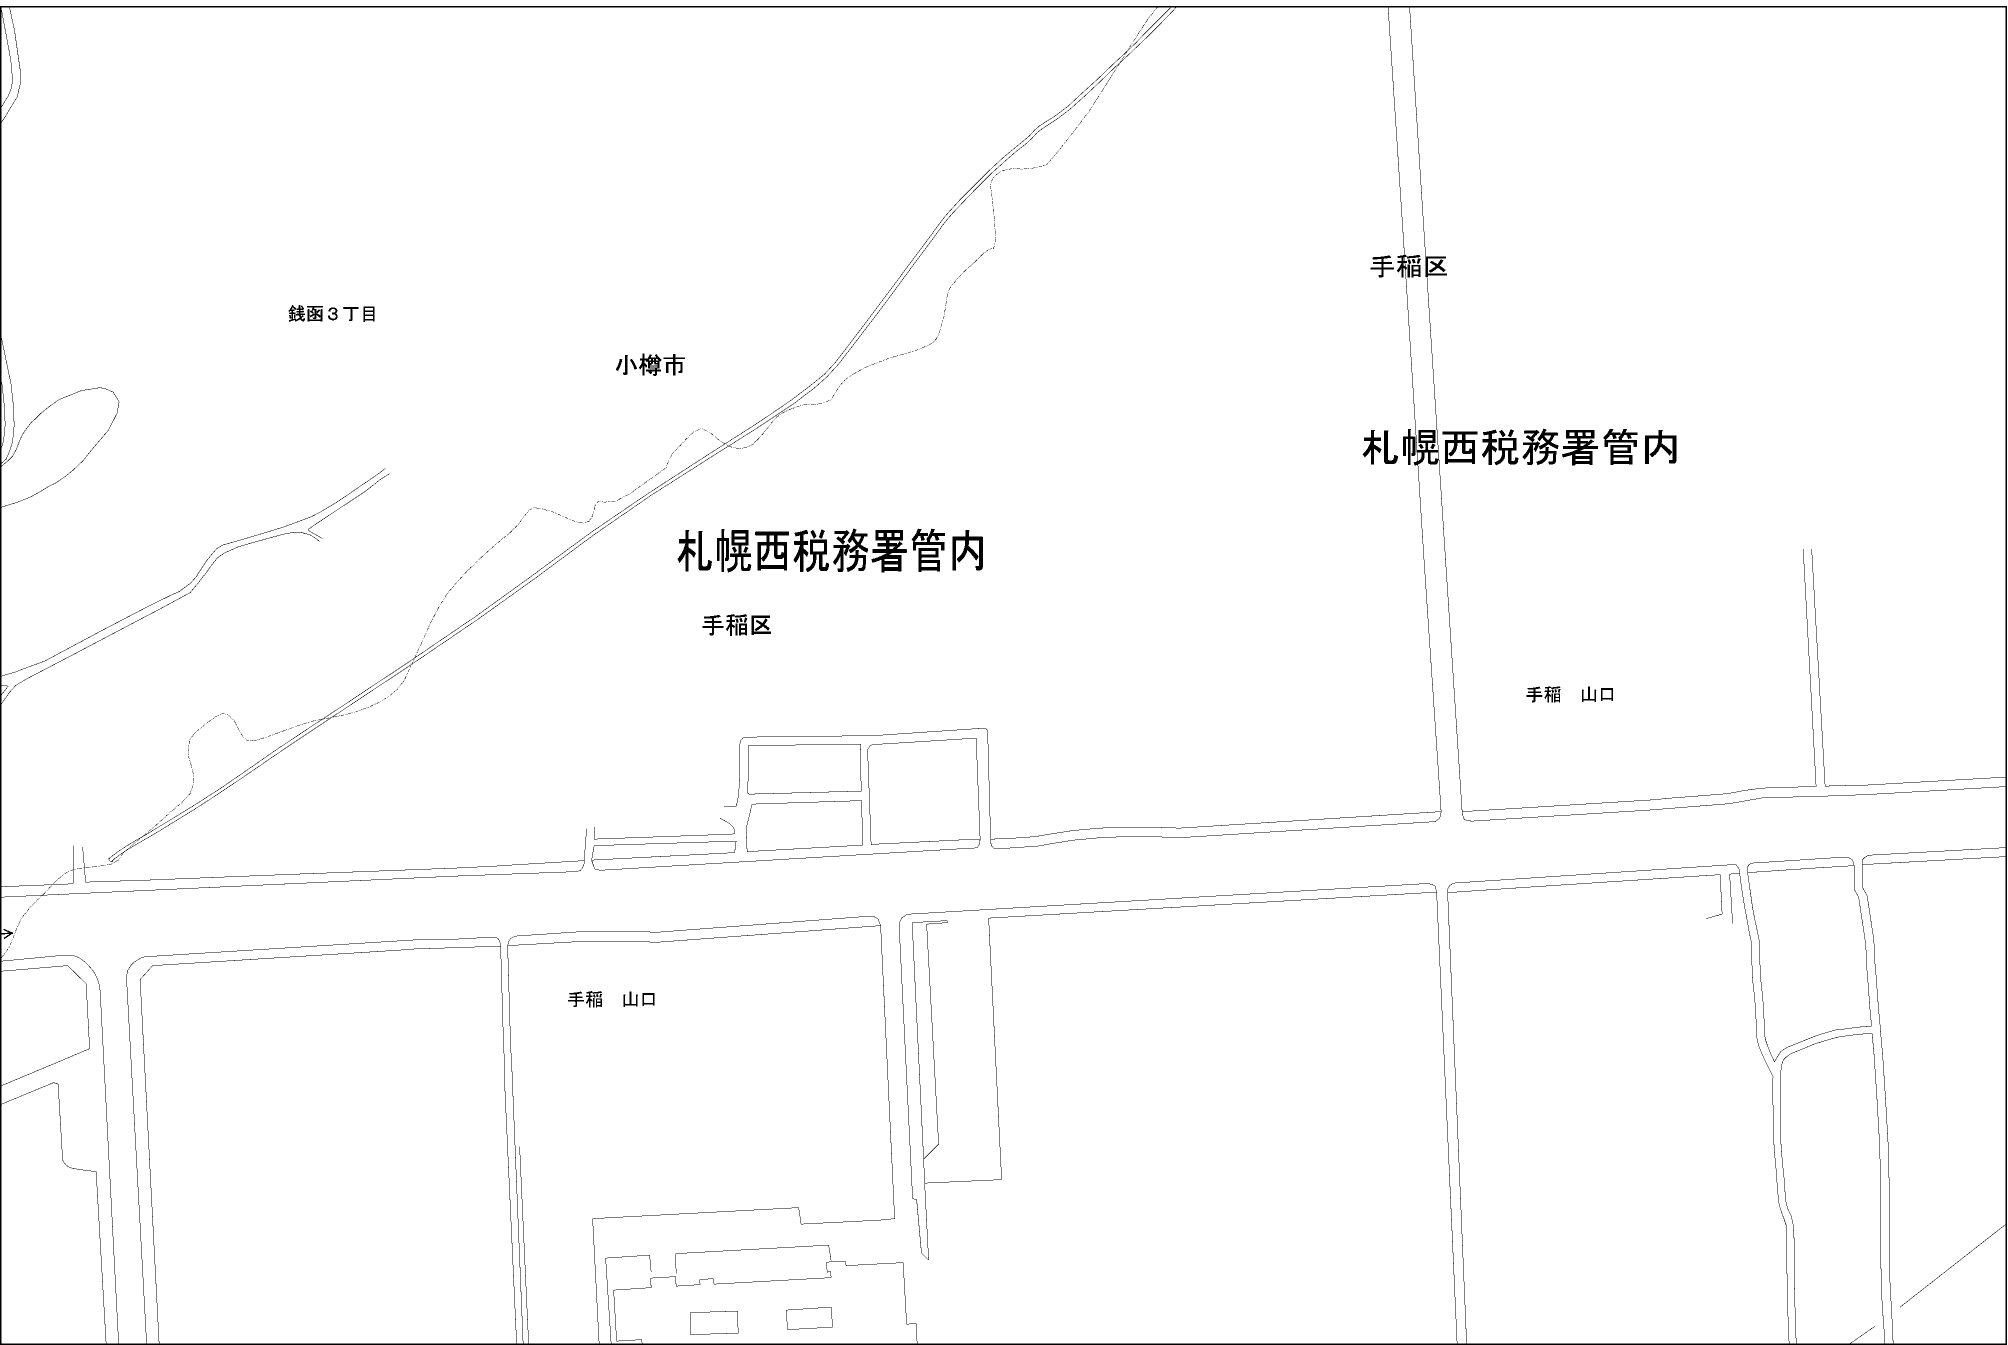 手稲区
銭函３丁目
小樽市
札幌西税務署管内
札幌西税務署管内
手稲区
手稲　山口
手稲　山口